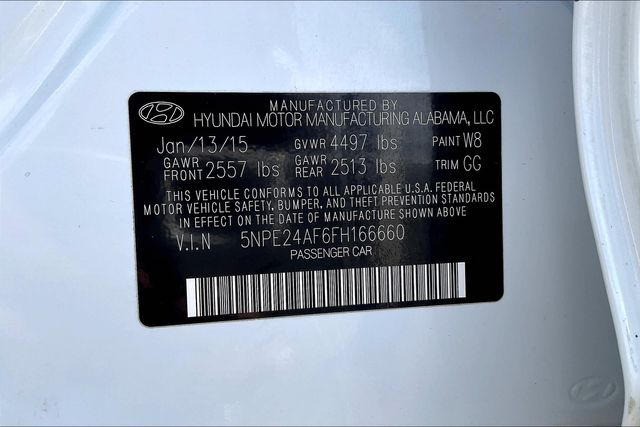 MANUFACTURED BY
HYUNDAI MOTOR MANUFACTURING ALABAMA, LLC
Jan/13/15 GVWR 4497 lbs PAINT W8
GAWR FRONT 2557 lbs GAWR REAR 2513 lbs TRIM GG
THIS VEHICLE CONFORMS TO ALL APPLICABLE U.S.A. FEDERAL
MOTOR VEHICLE SAFETY, BUMPER, AND THEFT PREVENTION STANDARDS
IN EFFECT ON THE DATE OF MANUFACTURE SHOWN ABOVE
V.I.N 5NPE24AF6FH166660
PASSENGER CAR